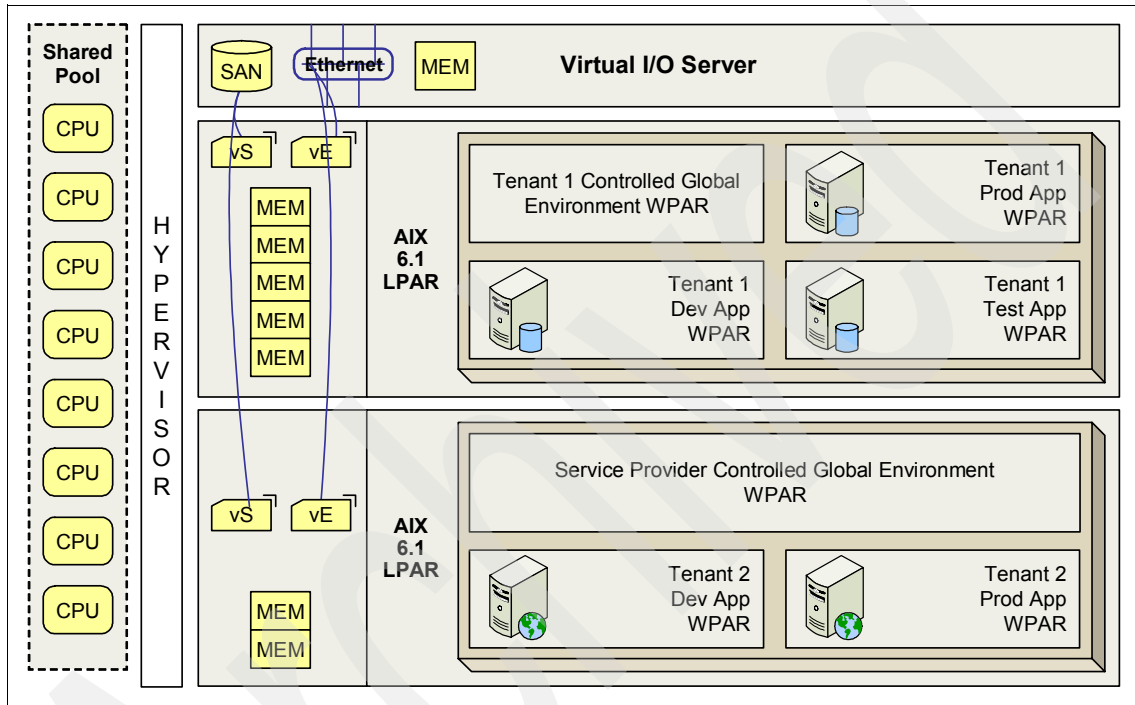 Shared
Pool
CPU
CPU
CPU
CPU
CPU
CPU
CPU
CPU
H
Y
P
E
R
V
I
S
O
R
SAN
Ethernet
MEM
Virtual I/O Server
vS
vE
MEM
MEM
MEM
MEM
MEM
AIX
6.1
LPAR
Tenant 1 Controlled Global
Environment WPAR
Tenant 1
Prod App
WPAR
Tenant 1
Dev App
WPAR
Tenant 1
Test App
WPAR
vS
vE
MEM
MEM
AIX
6.1
LPAR
Service Provider Controlled Global Environment
WPAR
Tenant 2
Dev App
WPAR
Tenant 2
Prod App
WPAR